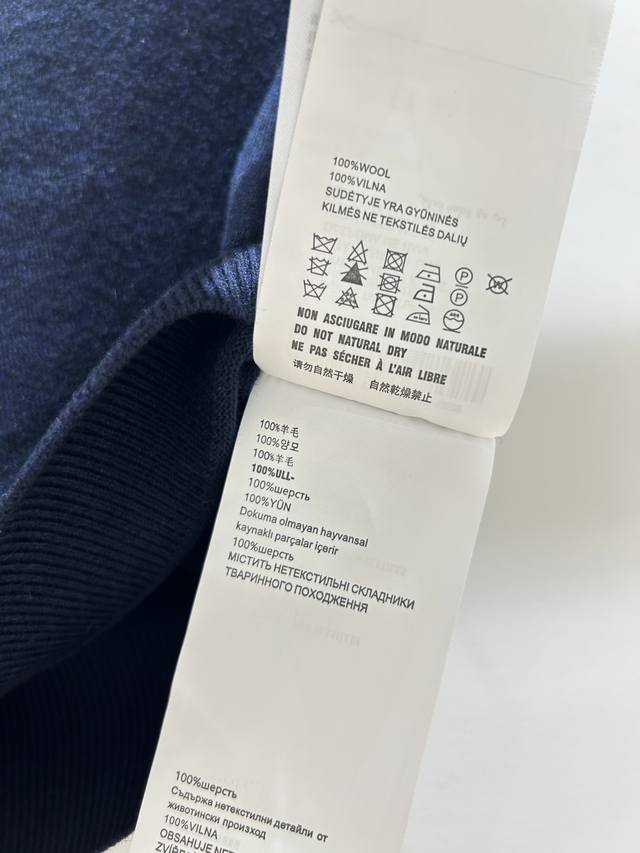 100%WOOL
100%VILNA
SUDĖTYJE YRA GYŪNINĖS
KILMĖS NE TEKSTILĖS DALIŲ
NON ASCIUGARE IN MODO NATURALE
DO NOT NATURAL DRY
NE PAS SÉCHER À L'AIR LIBRE
请勿自然干燥 自然乾燥禁止
100%羊毛
100%양모
100%羊毛
100%ULL-
100%шерсть
100%YÜN
Dokuma olmayan hayvansal
kaynaklı parçalar içerir
100%шерсть
МІСТИТЬ НЕТЕКСТИЛЬНІ СКЛАДНИКИ
ТВАРИННОГО ПОХОДЖЕННЯ
100%шерсть
Съдържа нетекстилни детайли от
животински произход
100%VILNA
OBSAHUJE